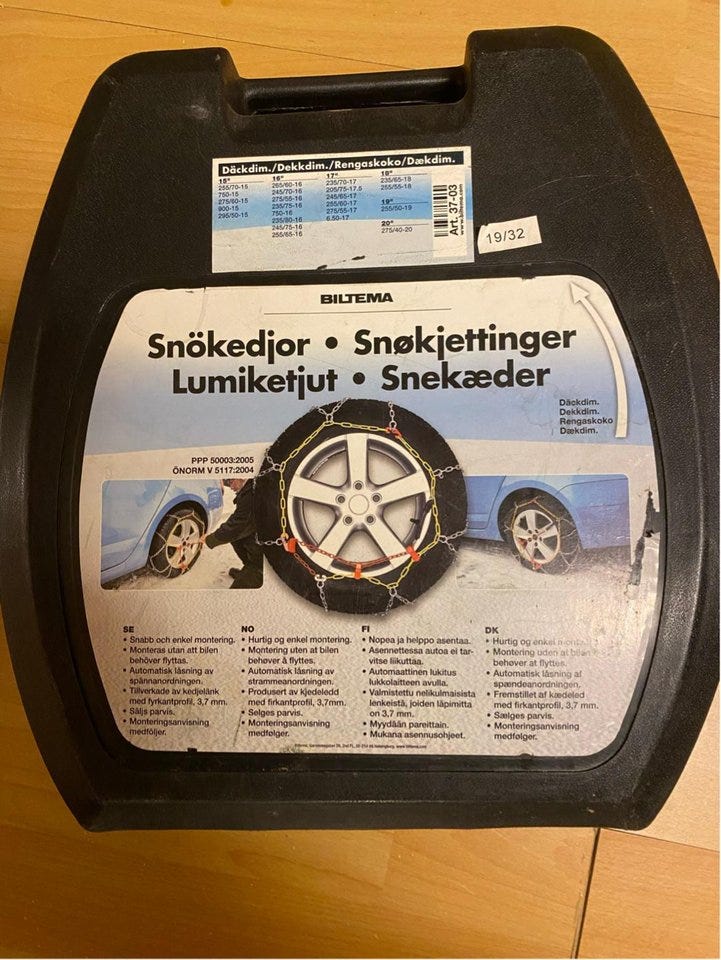 Däckdim./Dekkdim./Rengaskoko/Dækdim.
15"
255/70-15
750-15
275/60-15
900-15
295/50-15
16"
265/60-16
245/70-16
275/55-16
235/75-16
750-16
235/80-16
245/75-16
255/65-16
17"
235/70-17
205/75-17.5
245/65-17
255/60-17
275/55-17
6.50-17
18"
235/65-18
255/55-18
19"
255/50-19
20"
275/40-20
Art. 37-03
www.biltema.com
19/32
BILTEMA
Snökedjor • Snøkjettinger
Lumiketjut • Snekæder
Däckdim.
Dekkdim.
Rengaskoko
Dækdim.
PPP 50003:2005
ÖNORM V 5117:2004
SE
• Snabb och enkel montering.
• Monteras utan att bilen
behöver flyttas.
• Automatisk låsning av
spännanordningen.
• Tillverkade av kedjelänk
med fyrkantprofil, 3,7 mm.
• Säljs parvis.
• Monteringsanvisning
medföljer.
NO
• Hurtig og enkel montering.
• Montering uten at bilen
behøver å flyttes.
• Automatisk låsning av
strammeanordningen.
• Produsert av kjedeledd
med firkantprofil, 3,7mm.
• Selges parvis.
• Monteringsanvisning
medfølger.
FI
• Nopea ja helppo asentaa.
• Asennettaessa autoa ei tar-
vitse liikuttaa.
• Automaattinen lukitus
lukkolaitteen avulla.
• Valmistettu nelikulmaisista
lenkeistä, joiden läpimitta
on 3,7 mm.
• Myydään pareittain.
• Mukana asennusohjeet.
DK
• Hurtig og enkel
• Montering uden at bilen
behøver at flyttes.
• Automatisk låsning af
spændeanordningen.
• Fremstillet af kædeled
med firkantprofil, 3,7 mm.
• Sælges parvis.
• Monteringsanvisning
medfølger.
www.biltema.com